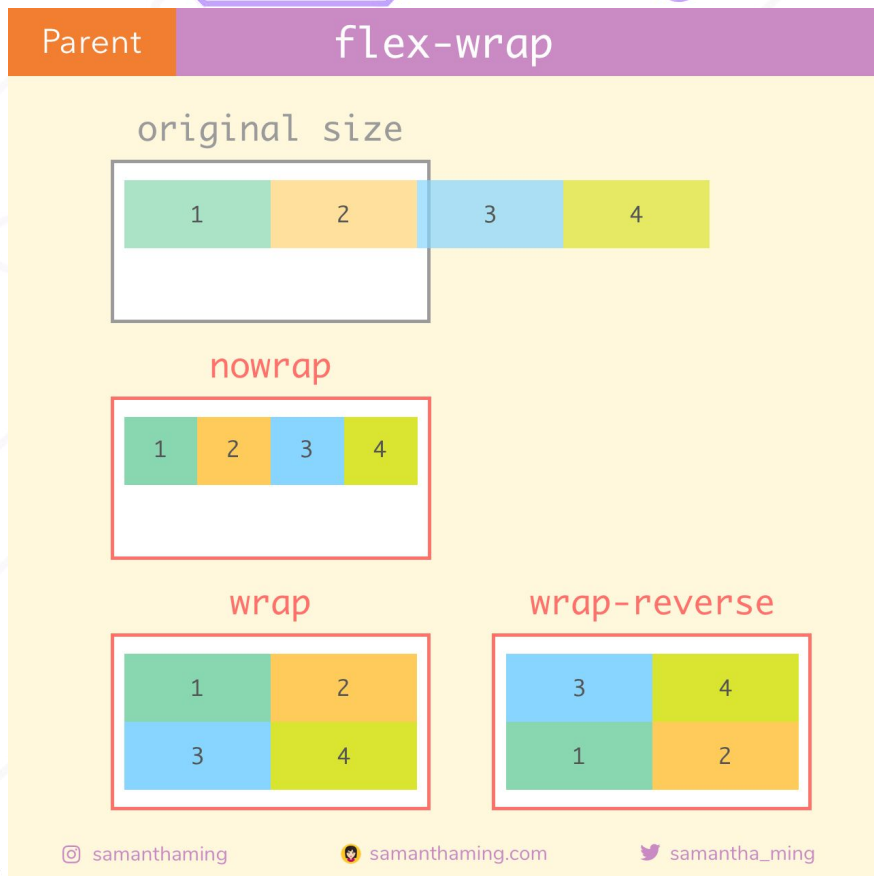 Parent
flex-wrap
original size
1 2 3 4
nowrap
1 2 3 4
wrap
1 2
3 4
wrap-reverse
3 4
1 2
samanthaming
samanthaming.com
samantha_ming